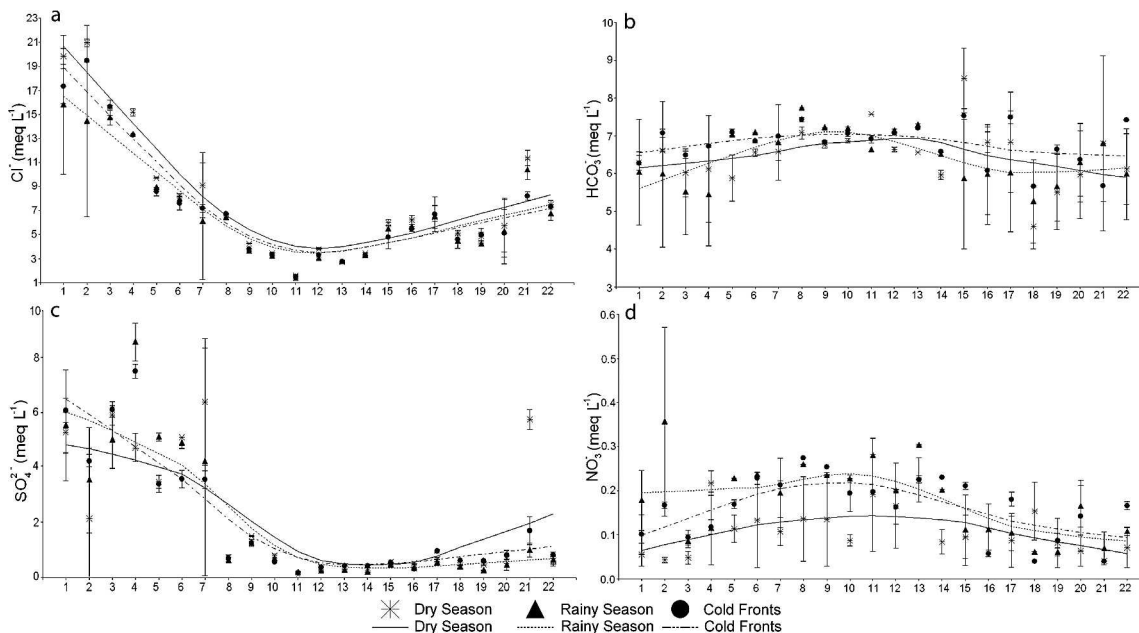 a
23
21
19
17
15
13
11
9
7
5
3
1
Cl⁻ (meq L⁻¹)
1 2 3 4 5 6 7 8 9 10 11 12 13 14 15 16 17 18 19 20 21 22
b
10
9
8
7
6
5
4
3
HCO₃⁻ (meq L⁻¹)
1 2 3 4 5 6 7 8 9 10 11 12 13 14 15 16 17 18 19 20 21 22
c
10
8
6
4
2
0
SO₄²⁻ (meq L⁻¹)
1 2 3 4 5 6 7 8 9 10 11 12 13 14 15 16 17 18 19 20 21 22
d
0.6
0.5
0.4
0.3
0.2
0.1
0.0
NO₃⁻ (meq L⁻¹)
1 2 3 4 5 6 7 8 9 10 11 12 13 14 15 16 17 18 19 20 21 22
Dry Season Rainy Season Cold Fronts
Dry Season Rainy Season Cold Fronts